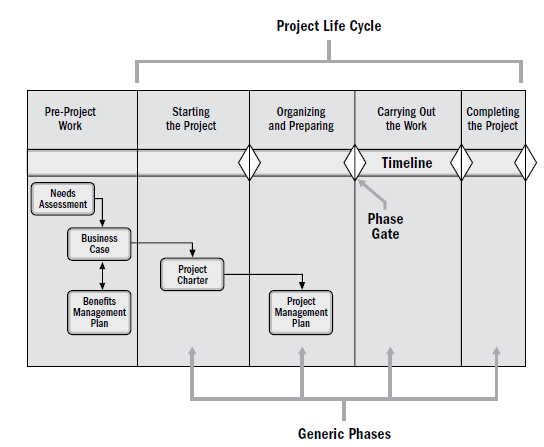 Project Life Cycle
Pre-Project
Work
Starting
the Project
Organizing
and Preparing
Carrying Out
the Work
Completing
the Project
Timeline
Needs
Assessment
Phase
Gate
Business
Case
Project
Charter
Benefits
Management
Plan
Project
Management
Plan
Generic Phases